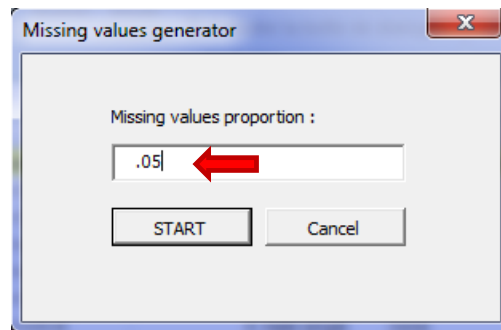 Missing values generator
Missing values proportion :
.05
START
Cancel